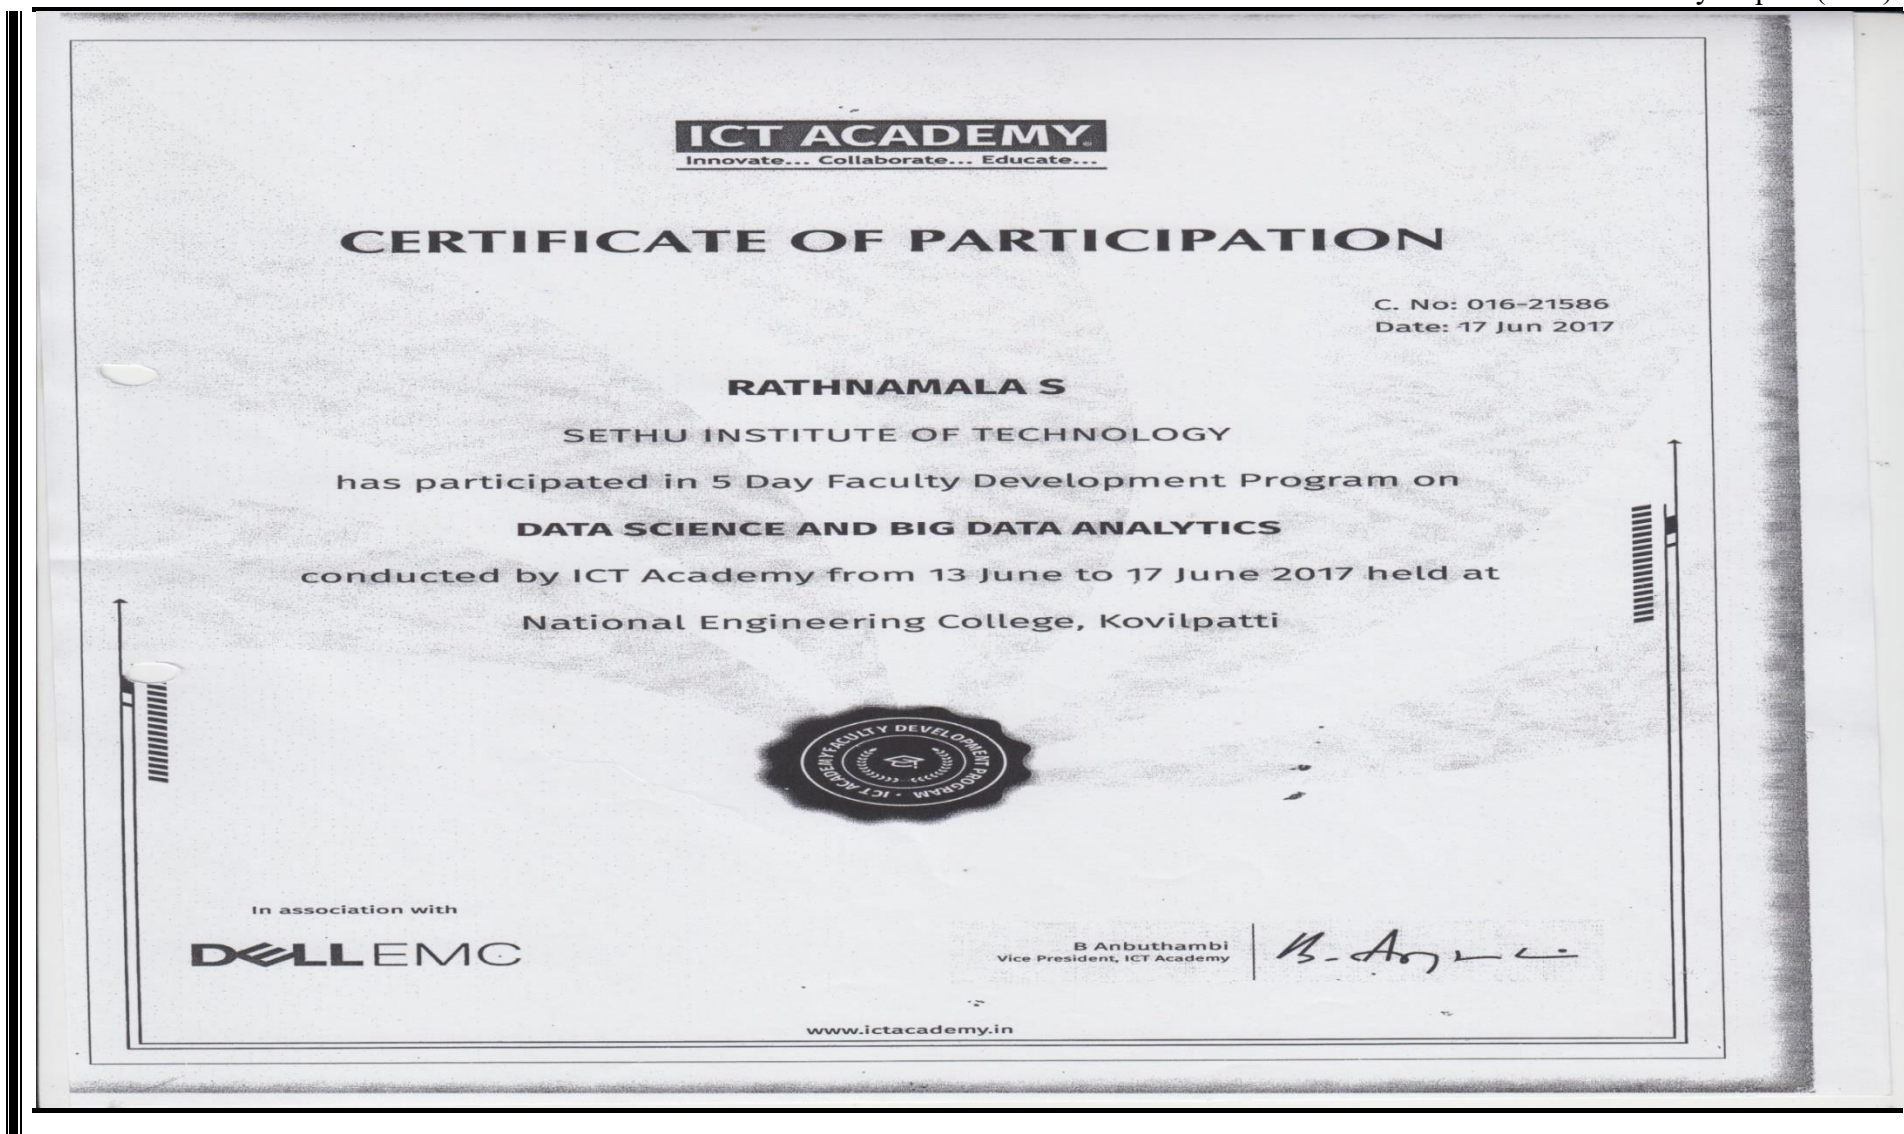 ICT ACADEMY
Innovate... Collaborate... Educate...
CERTIFICATE OF PARTICIPATION
C. No: 016-21586
Date: 17 Jun 2017
RATHNAMALA S
SETHU INSTITUTE OF TECHNOLOGY
has participated in 5 Day Faculty Development Program on
DATA SCIENCE AND BIG DATA ANALYTICS
conducted by ICT Academy from 13 June to 17 June 2017 held at
National Engineering College, Kovilpatti
ICT ACADEMY FACULTY DEVELOPMENT PROGRAM
In association with
DELLEMC
B Anbuthambi
Vice President, ICT Academy
www.ictacademy.in